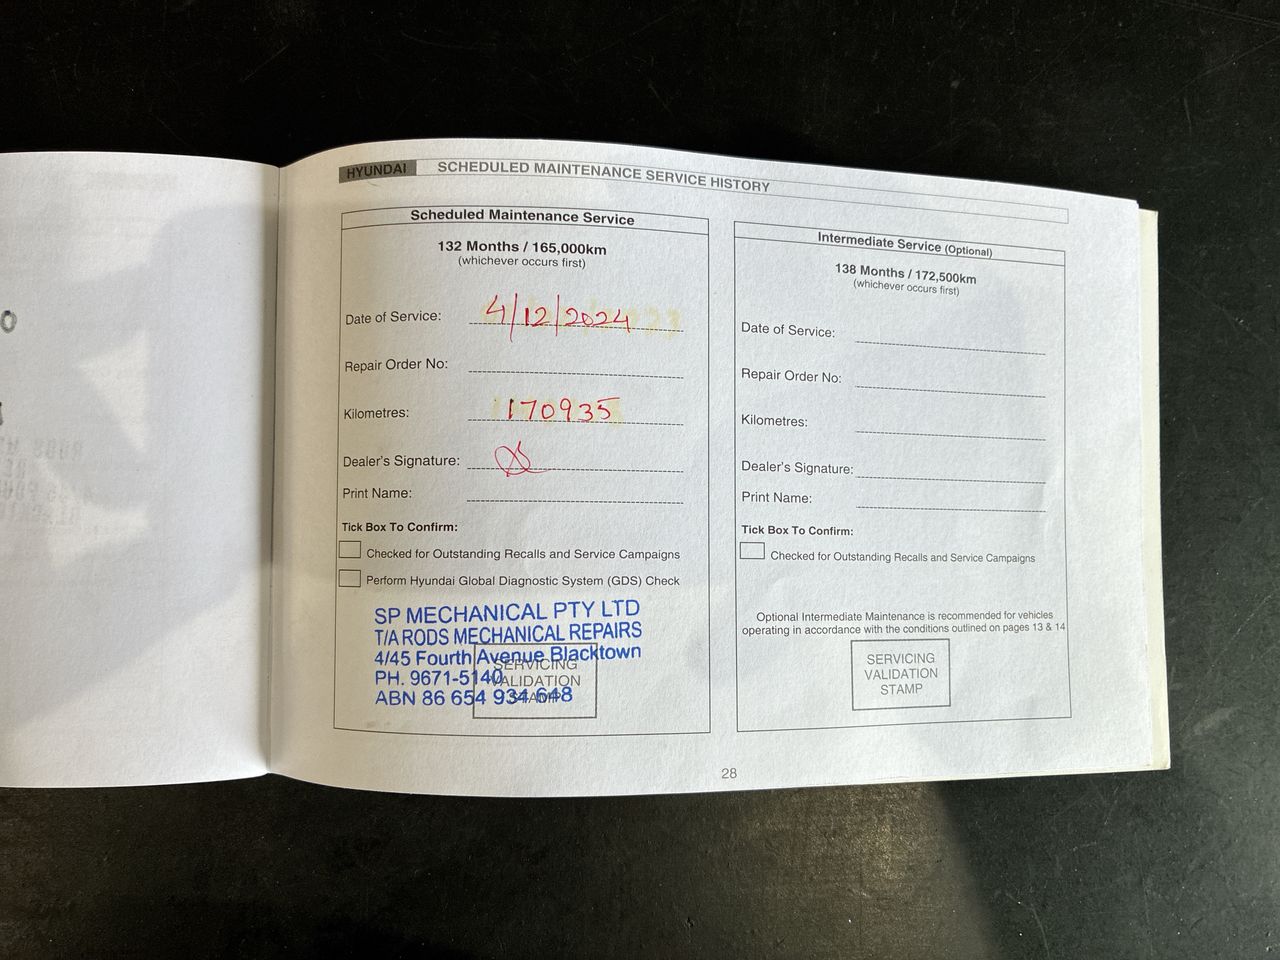 HYUNDAI SCHEDULED MAINTENANCE SERVICE HISTORY
Scheduled Maintenance Service
132 Months / 165,000km
(whichever occurs first)
Date of Service: 4/12/2024
Repair Order No:
Kilometres: 170935
Dealer's Signature:
Print Name:
Tick Box To Confirm:
Checked for Outstanding Recalls and Service Campaigns
Perform Hyundai Global Diagnostic System (GDS) Check
SP MECHANICAL PTY LTD
T/A RODS MECHANICAL REPAIRS
4/45 Fourth Avenue Blacktown
PH. 9671-5140
ABN 86 654 934 648
SERVICING
VALIDATION
STAMP
Intermediate Service (Optional)
138 Months / 172,500km
(whichever occurs first)
Date of Service:
Repair Order No:
Kilometres:
Dealer's Signature:
Print Name:
Tick Box To Confirm:
Checked for Outstanding Recalls and Service Campaigns
Optional Intermediate Maintenance is recommended for vehicles
operating in accordance with the conditions outlined on pages 13 & 14
SERVICING
VALIDATION
STAMP
28